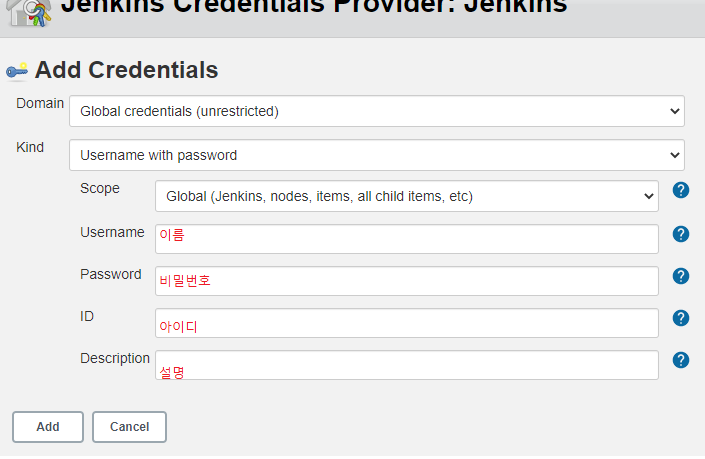 Jenkins Credentials Provider: Jenkins
Add Credentials
Domain Global credentials (unrestricted)
Kind Username with password
Scope Global (Jenkins, nodes, items, all child items, etc) ?
Username 이름 ?
Password 비밀번호 ?
ID 아이디 ?
Description 설명 ?
Add Cancel